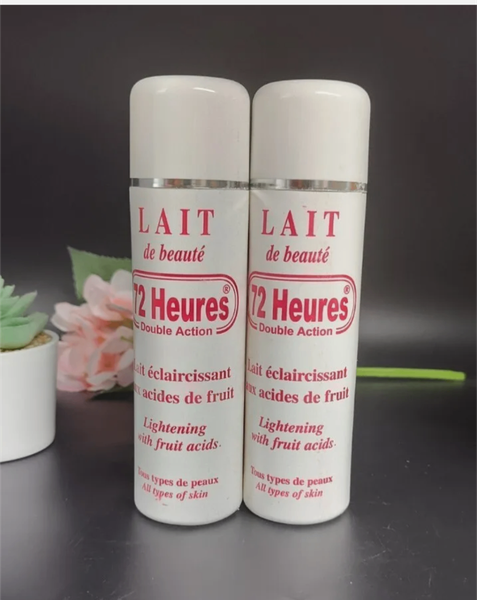 LAIT
de beauté
72 Heures®
Double Action
Lait éclaircissant
aux acides de fruit
Lightening
with fruit acids.
Tous types de peaux
All types of skin
LAIT
de beauté
72 Heures®
Double Action
Lait éclaircissant
aux acides de fruit
Lightening
with fruit acids.
Tous types de peaux
All types of skin